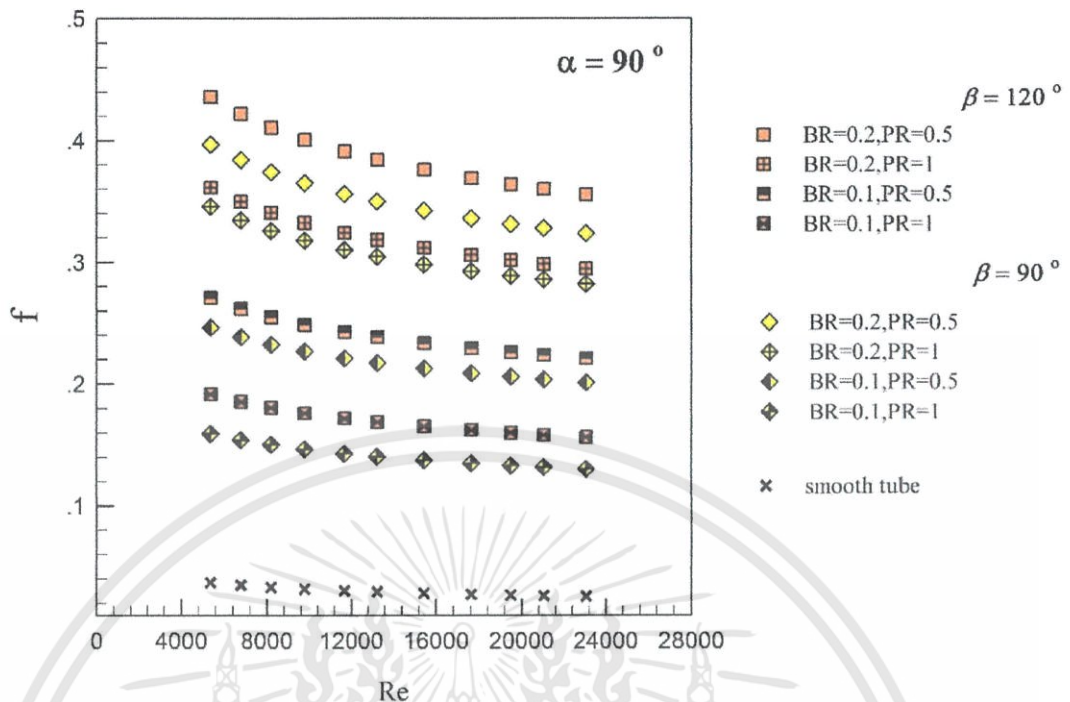 .5
α = 90 °
.4
.3
.2
.1
f
0
4000
8000
12000
16000
20000
24000
28000
Re
β = 120 °
BR=0.2,PR=0.5
BR=0.2,PR=1
BR=0.1,PR=0.5
BR=0.1,PR=1
β = 90 °
BR=0.2,PR=0.5
BR=0.2,PR=1
BR=0.1,PR=0.5
BR=0.1,PR=1
smooth tube